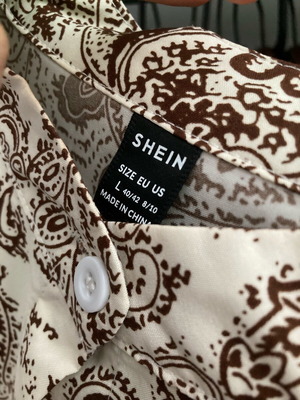 SHEIN
SIZE EU US
L 40/42 8/10
MADE IN CHINA